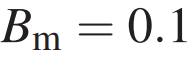 B_m = 0.1